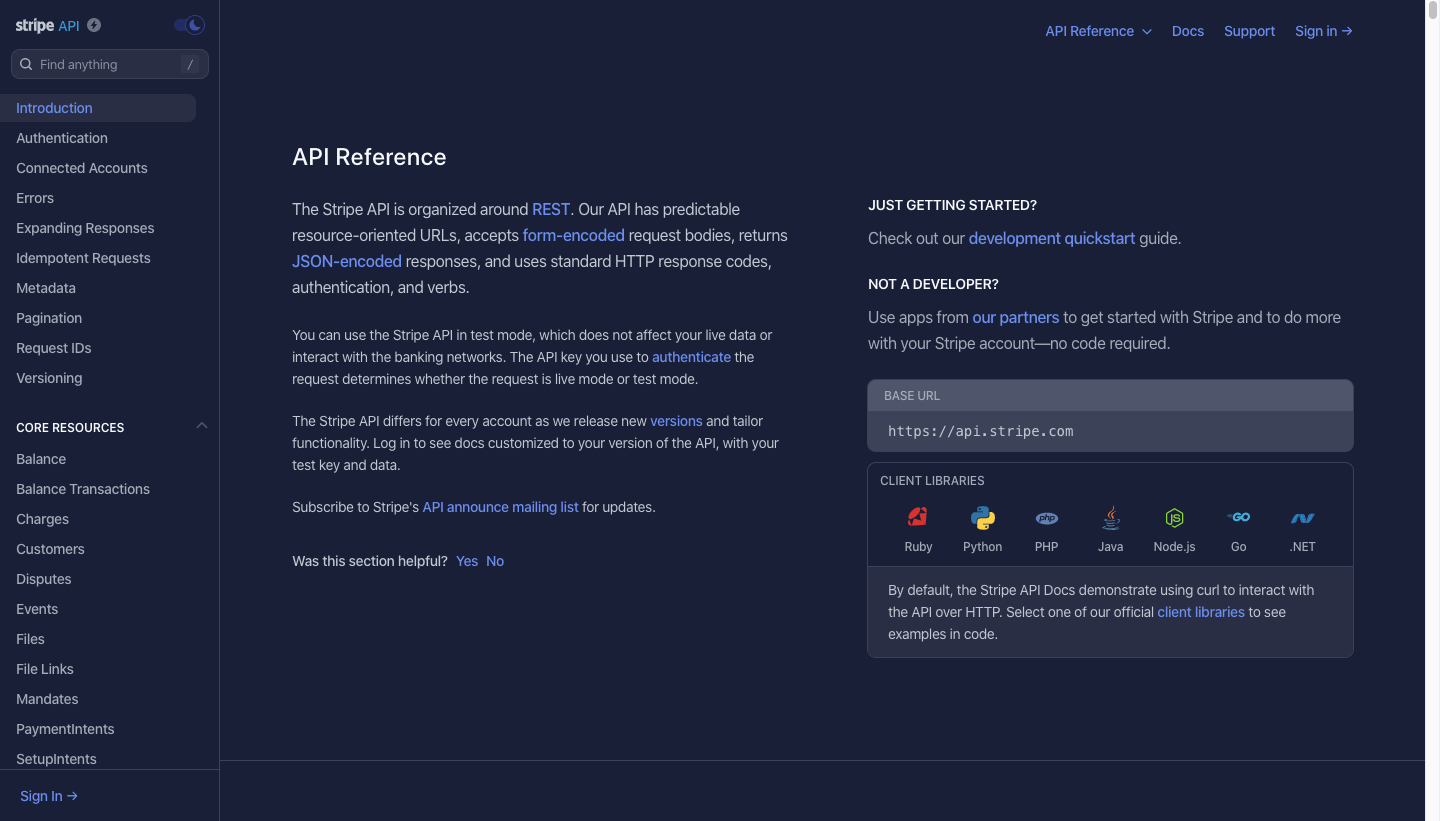 stripe API
Find anything /
Introduction
Authentication
Connected Accounts
Errors
Expanding Responses
Idempotent Requests
Metadata
Pagination
Request IDs
Versioning
CORE RESOURCES
Balance
Balance Transactions
Charges
Customers
Disputes
Events
Files
File Links
Mandates
PaymentIntents
SetupIntents
Sign In →
API Reference Docs Support Sign in →
API Reference
The Stripe API is organized around REST. Our API has predictable
resource-oriented URLs, accepts form-encoded request bodies, returns
JSON-encoded responses, and uses standard HTTP response codes,
authentication, and verbs.
You can use the Stripe API in test mode, which does not affect your live data or
interact with the banking networks. The API key you use to authenticate the
request determines whether the request is live mode or test mode.
The Stripe API differs for every account as we release new versions and tailor
functionality. Log in to see docs customized to your version of the API, with your
test key and data.
Subscribe to Stripe's API announce mailing list for updates.
Was this section helpful? Yes No
JUST GETTING STARTED?
Check out our development quickstart guide.
NOT A DEVELOPER?
Use apps from our partners to get started with Stripe and to do more
with your Stripe account—no code required.
BASE URL
https://api.stripe.com
CLIENT LIBRARIES
php JS GO
Ruby Python PHP Java Node.js Go .NET
By default, the Stripe API Docs demonstrate using curl to interact with
the API over HTTP. Select one of our official client libraries to see
examples in code.